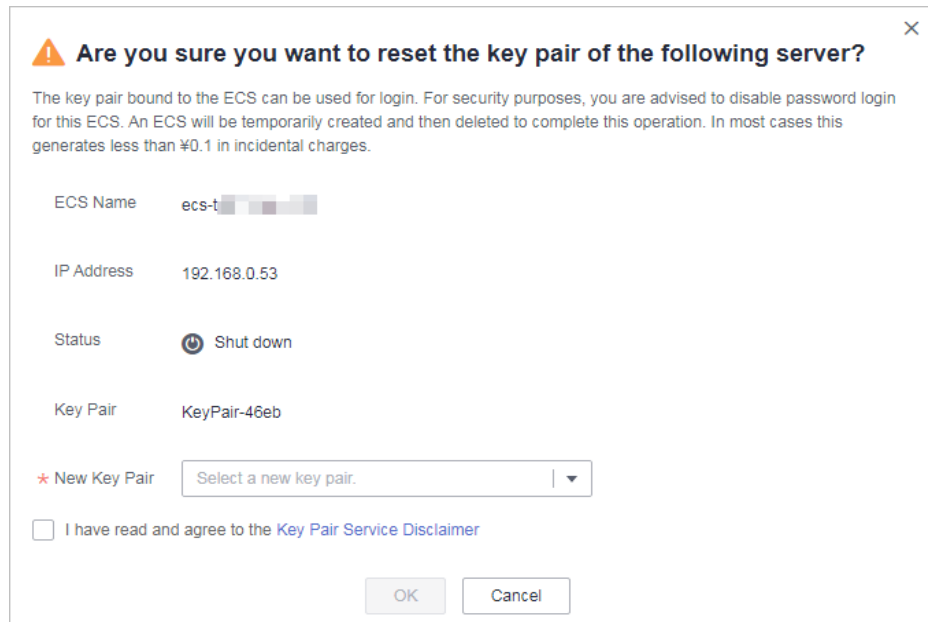 Are you sure you want to reset the key pair of the following server?
The key pair bound to the ECS can be used for login. For security purposes, you are advised to disable password login
for this ECS. An ECS will be temporarily created and then deleted to complete this operation. In most cases this
generates less than ¥0.1 in incidental charges.
ECS Name ecs-t
IP Address 192.168.0.53
Status Shut down
Key Pair KeyPair-46eb
* New Key Pair Select a new key pair.
I have read and agree to the Key Pair Service Disclaimer
OK Cancel